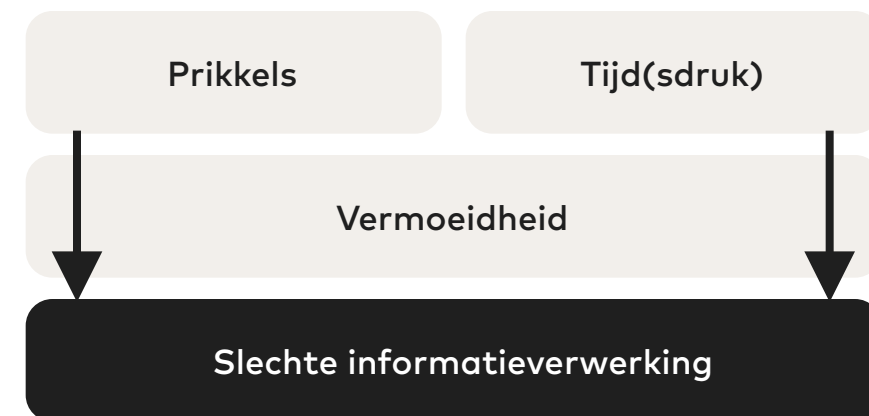 Prikkels
Tijd(sdruk)
Vermoeidheid
Slechte informatieverwerking